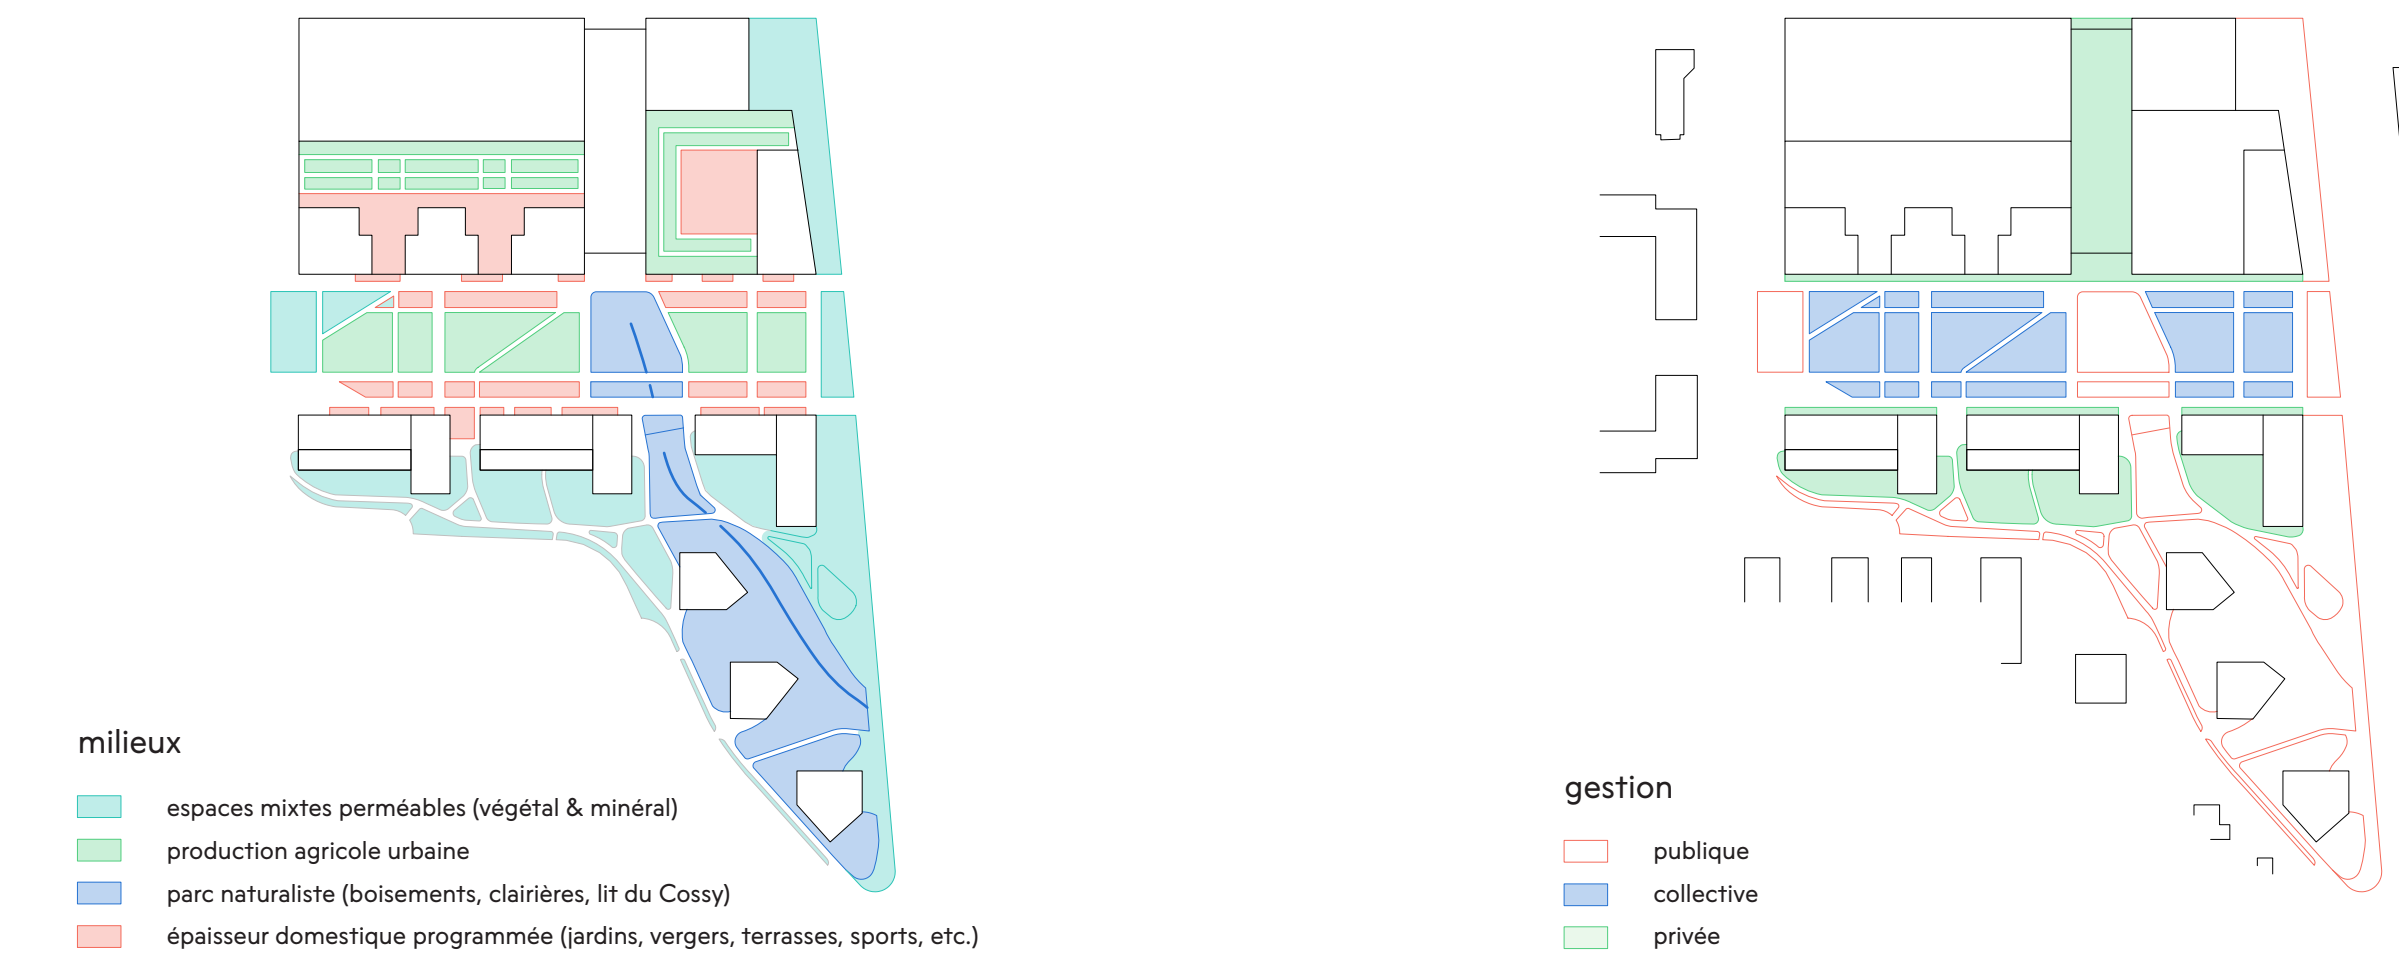 milieux
espaces mixtes perméables (végétal & minéral)
production agricole urbaine
parc naturaliste (boisements, clairières, lit du Cossy)
épaisseur domestique programmée (jardins, vergers, terrasses, sports, etc.)
gestion
publique
collective
privée